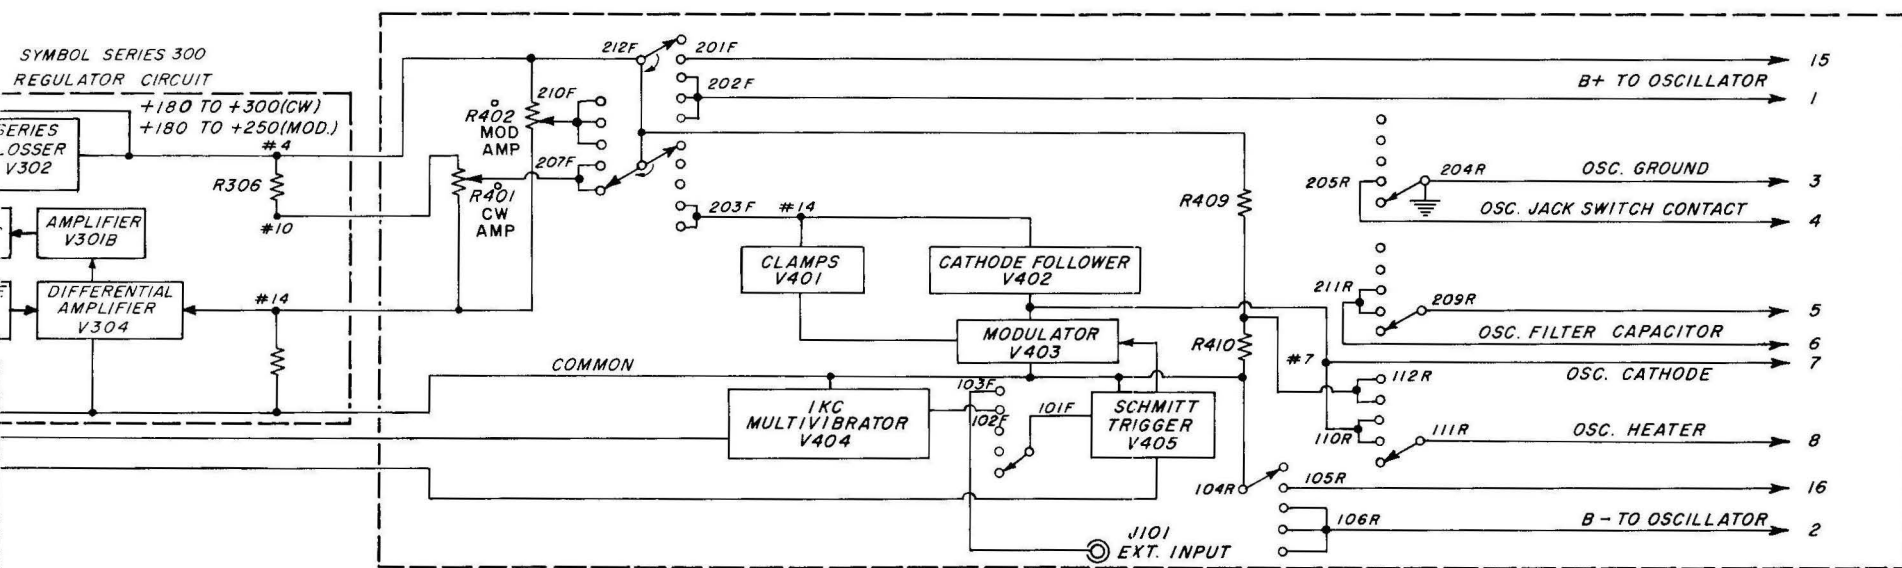 SYMBOL SERIES 300
REGULATOR CIRCUIT
+180 TO +300(CW)
+180 TO +250(MOD.)
SERIES
LOSSER
V302
#4
R306
#10
AMPLIFIER
V301B
DIFFERENTIAL
AMPLIFIER
V304
E
#14
COMMON
212F
201F
202F
210F
R402
MOD
AMP
207F
R401
CW
AMP
203F
#14
CLAMPS
V401
CATHODE FOLLOWER
V402
MODULATOR
V403
1KC
MULTIVIBRATOR
V404
103F
102F
101F
SCHMITT
TRIGGER
V405
J101
EXT. INPUT
R409
R410
#7
104R
105R
106R
205R
204R
211R
209R
112R
110R
111R
15
B+ TO OSCILLATOR
1
OSC. GROUND
3
OSC. JACK SWITCH CONTACT
4
5
OSC. FILTER CAPACITOR
6
7
OSC. CATHODE
OSC. HEATER
8
16
B- TO OSCILLATOR
2